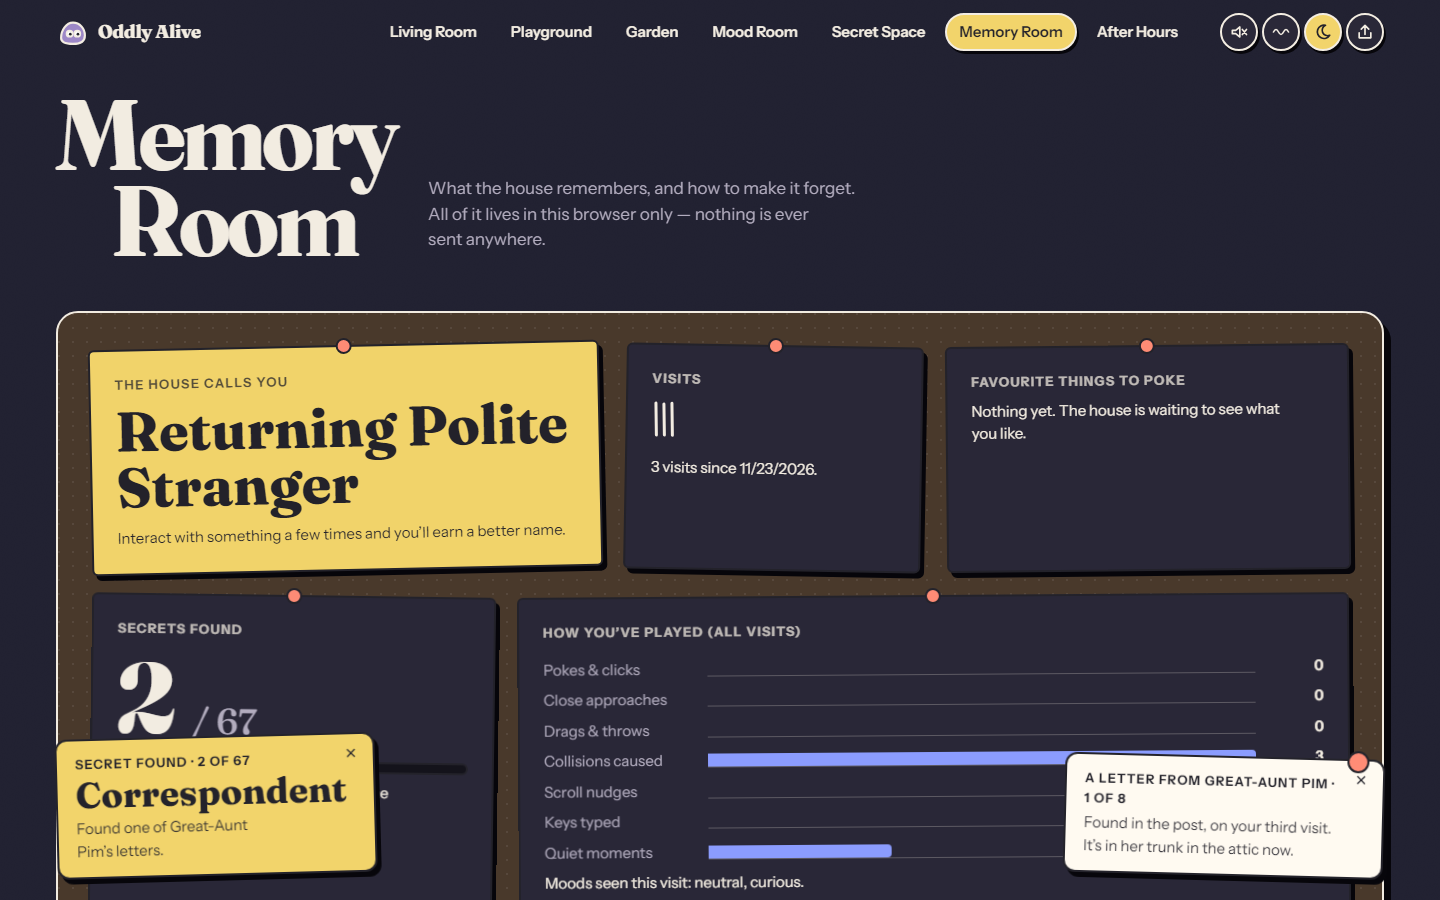 Oddly Alive
Living Room
Playground
Garden
Mood Room
Secret Space
Memory Room
After Hours
Memory
Room
What the house remembers, and how to make it forget.
All of it lives in this browser only — nothing is ever
sent anywhere.
THE HOUSE CALLS YOU
Returning Polite
Stranger
Interact with something a few times and you'll earn a better name.
VISITS
3 visits since 11/23/2026.
FAVOURITE THINGS TO POKE
Nothing yet. The house is waiting to see what
you like.
SECRETS FOUND
2 / 67
HOW YOU'VE PLAYED (ALL VISITS)
Pokes & clicks 0
Close approaches 0
Drags & throws 0
Collisions caused 3
Scroll nudges
Keys typed
Quiet moments
Moods seen this visit: neutral, curious.
SECRET FOUND · 2 OF 67
Correspondent
Found one of Great-Aunt
Pim's letters.
A LETTER FROM GREAT-AUNT PIM ·
1 OF 8
Found in the post, on your third visit.
It's in her trunk in the attic now.